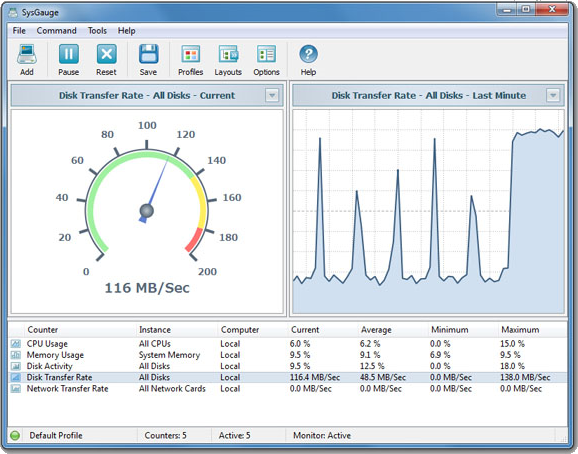 SysGauge
File Command Tools Help
Add Pause Reset Save Profiles Layouts Options Help
Disk Transfer Rate - All Disks - Current
Disk Transfer Rate - All Disks - Last Minute
0 20 40 60 80 100 120 140 160 180 200
116 MB/Sec
Counter Instance Computer Current Average Minimum Maximum
CPU Usage All CPUs Local 6.0 % 6.2 % 0.0 % 15.0 %
Memory Usage System Memory Local 9.5 % 9.1 % 6.9 % 9.5 %
Disk Activity All Disks Local 9.5 % 12.5 % 0.0 % 18.0 %
Disk Transfer Rate All Disks Local 116.4 MB/Sec 48.5 MB/Sec 0.0 MB/Sec 138.0 MB/Sec
Network Transfer Rate All Network Cards Local 0.0 MB/Sec 0.0 MB/Sec 0.0 MB/Sec 0.0 MB/Sec
Default Profile Counters: 5 Active: 5 Monitor: Active